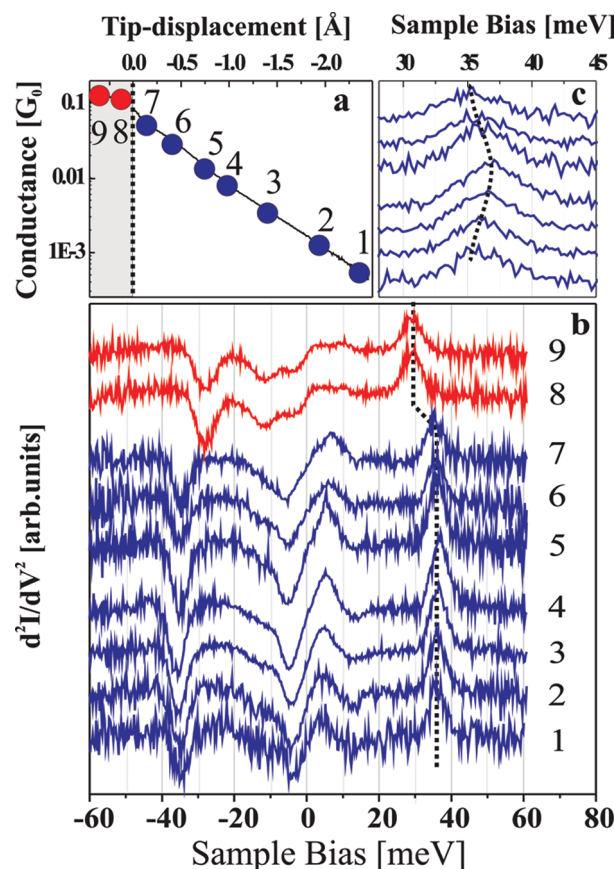 Tip-displacement [Å]
Sample Bias [meV]
0.0 -0.5 -1.0 -1.5 -2.0
30 35 40 45
Conductance [G₀]
0.1
0.01
1E-3
a
9 8 7 6 5 4 3 2 1
c
b
9
8
7
6
5
4
3
2
1
d²I/dV² [arb.units]
-60 -40 -20 0 20 40 60 80
Sample Bias [meV]